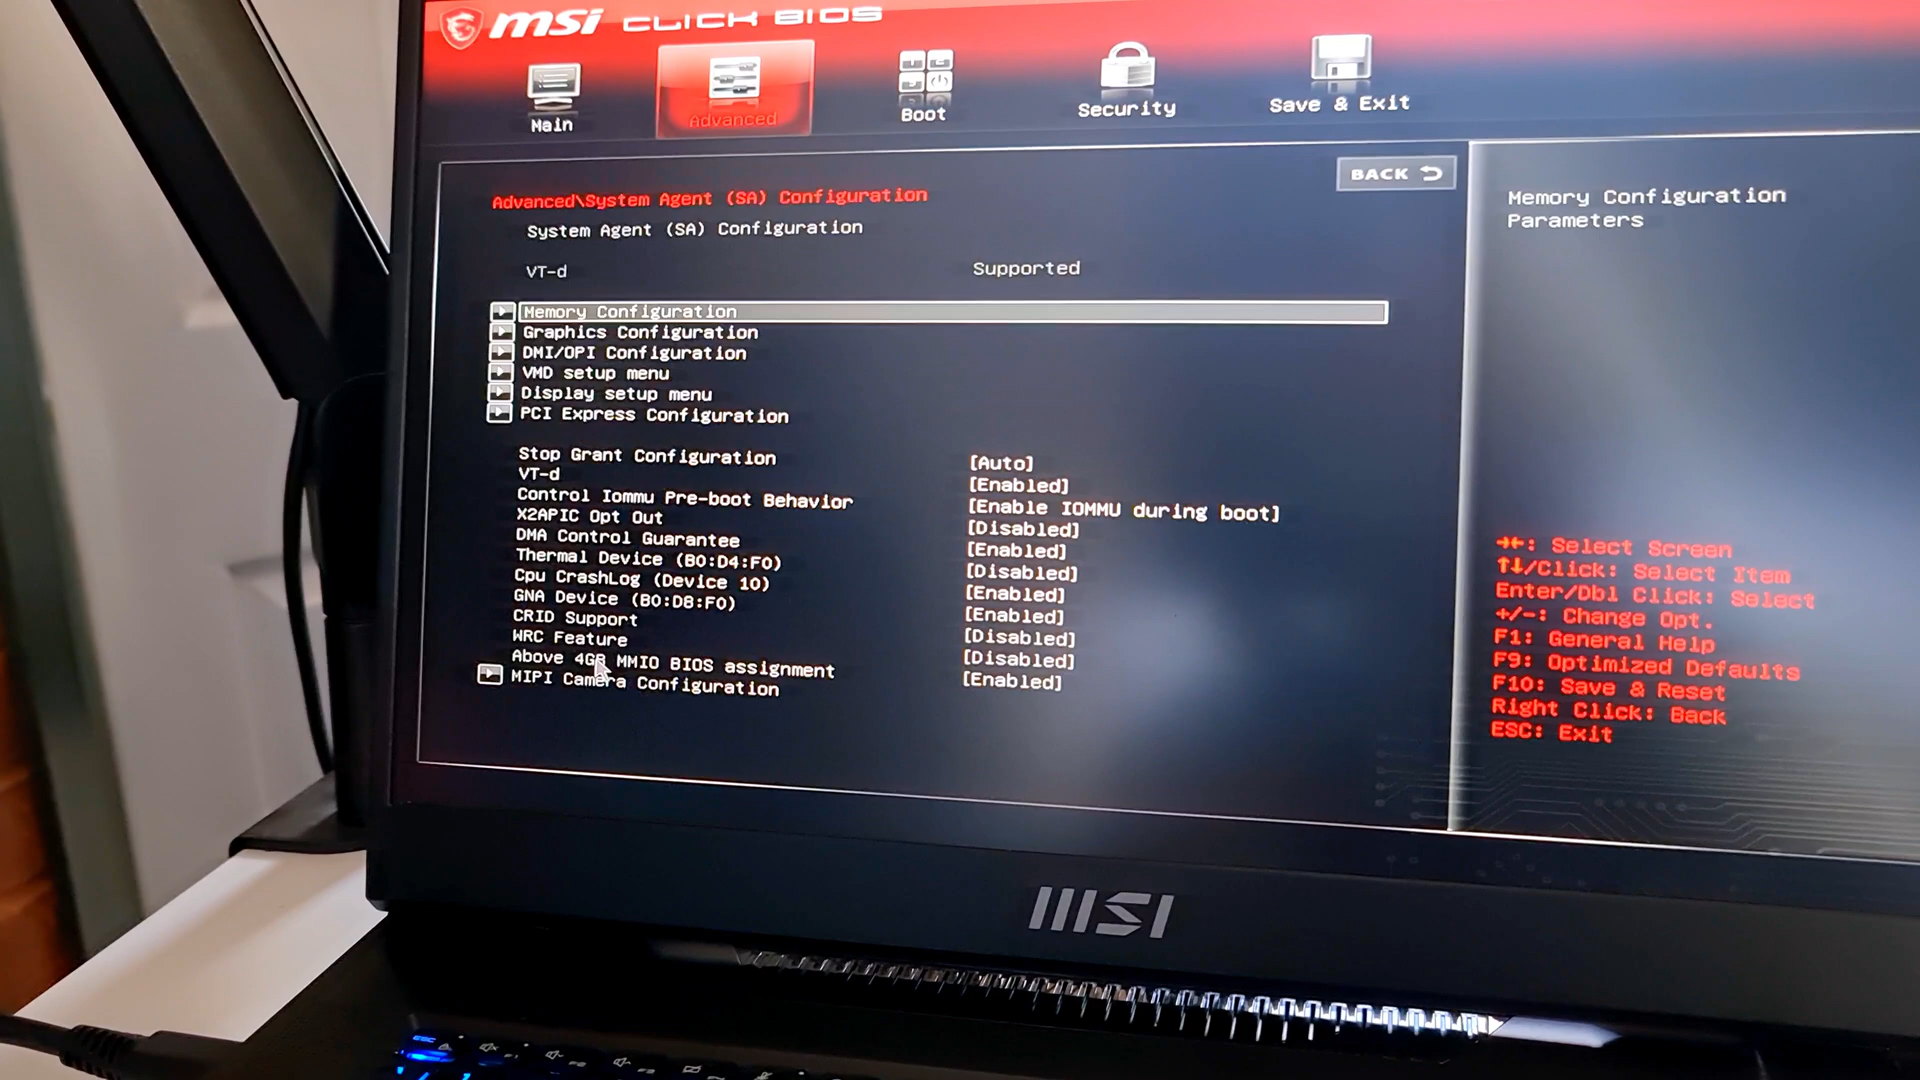 msi CLICK BIOS
Main
Advanced
Boot
Security
Save & Exit
BACK
Advanced\System Agent (SA) Configuration
System Agent (SA) Configuration
VT-d Supported
Memory Configuration
Graphics Configuration
DMI/OPI Configuration
VMD setup menu
Display setup menu
PCI Express Configuration
Stop Grant Configuration [Auto]
VT-d [Enabled]
Control Iommu Pre-boot Behavior [Enable IOMMU during boot]
X2APIC Opt Out [Disabled]
DMA Control Guarantee [Enabled]
Thermal Device (B0:D4:F0) [Disabled]
Cpu CrashLog (Device 10) [Enabled]
GNA Device (B0:D8:F0) [Enabled]
CRID Support [Disabled]
WRC Feature [Disabled]
Above 4GB MMIO BIOS assignment [Enabled]
MIPI Camera Configuration
Memory Configuration
Parameters
→←: Select Screen
↑↓/Click: Select Item
Enter/Dbl Click: Select
+/-: Change Opt.
F1: General Help
F9: Optimized Defaults
F10: Save & Reset
Right Click: Back
ESC: Exit
msi
ESC F1 F2 F3